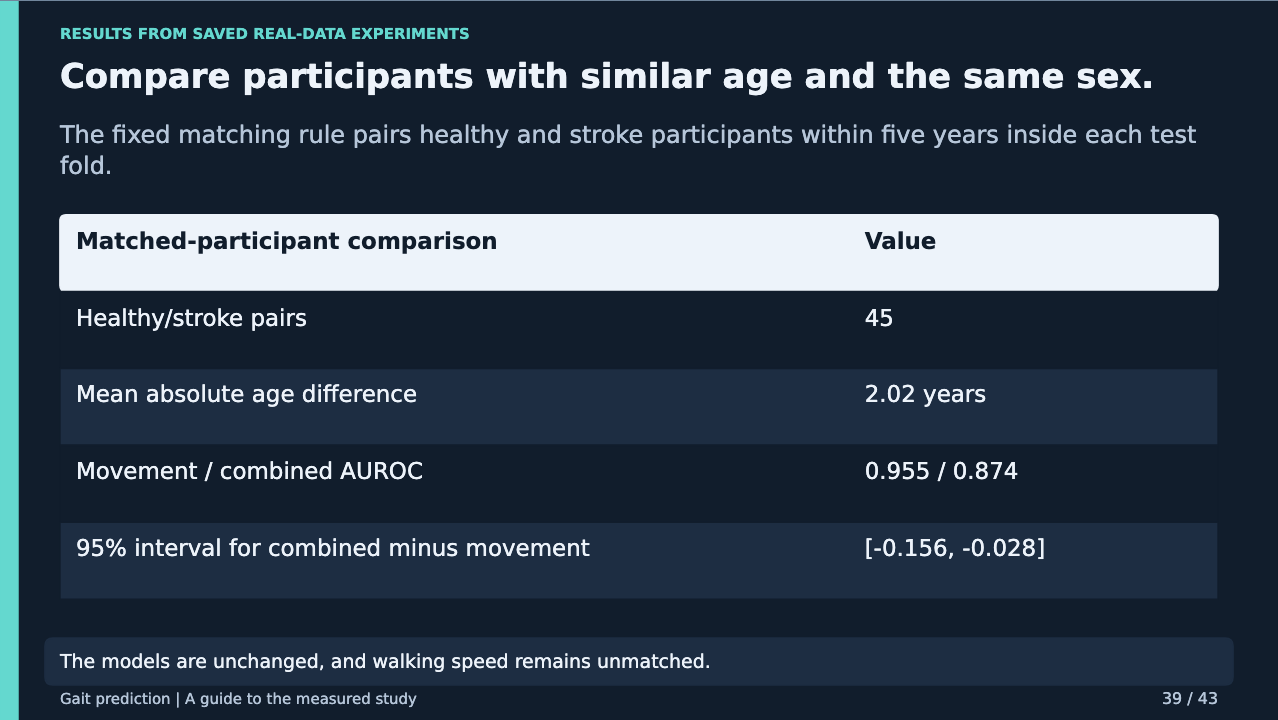 RESULTS FROM SAVED REAL-DATA EXPERIMENTS
Compare participants with similar age and the same sex.
The fixed matching rule pairs healthy and stroke participants within five years inside each test
fold.
Matched-participant comparison Value
Healthy/stroke pairs 45
Mean absolute age difference 2.02 years
Movement / combined AUROC 0.955 / 0.874
95% interval for combined minus movement [-0.156, -0.028]
The models are unchanged, and walking speed remains unmatched.
Gait prediction | A guide to the measured study 39 / 43